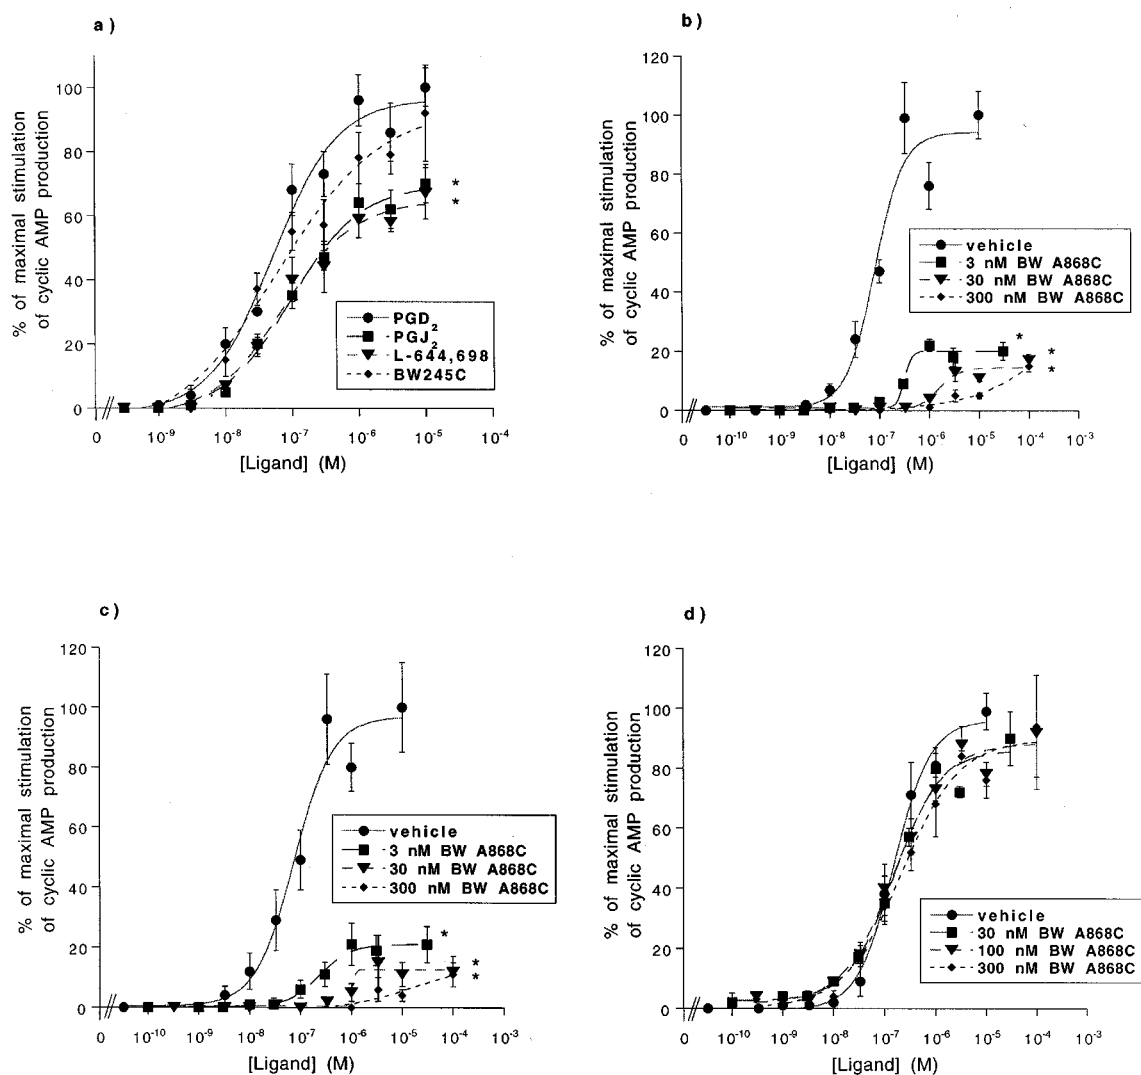 a)
% of maximal stimulation
of cyclic AMP production
100
80
60
40
20
0
0 10-9 10-8 10-7 10-6 10-5 10-4
[Ligand] (M)
*
*
PGD2
PGJ2
L-644,698
BW245C
b)
% of maximal stimulation
of cyclic AMP production
120
100
80
60
40
20
0
0 10-10 10-9 10-8 10-7 10-6 10-5 10-4 10-3
[Ligand] (M)
vehicle
3 nM BW A868C
30 nM BW A868C
300 nM BW A868C
*
*
*
c)
% of maximal stimulation
of cyclic AMP production
120
100
80
60
40
20
0
0 10-10 10-9 10-8 10-7 10-6 10-5 10-4 10-3
[Ligand] (M)
vehicle
3 nM BW A868C
30 nM BW A868C
300 nM BW A868C
*
*
*
d)
% of maximal stimulation
of cyclic AMP production
120
100
80
60
40
20
0
0 10-10 10-9 10-8 10-7 10-6 10-5 10-4 10-3
[Ligand] (M)
vehicle
30 nM BW A868C
100 nM BW A868C
300 nM BW A868C